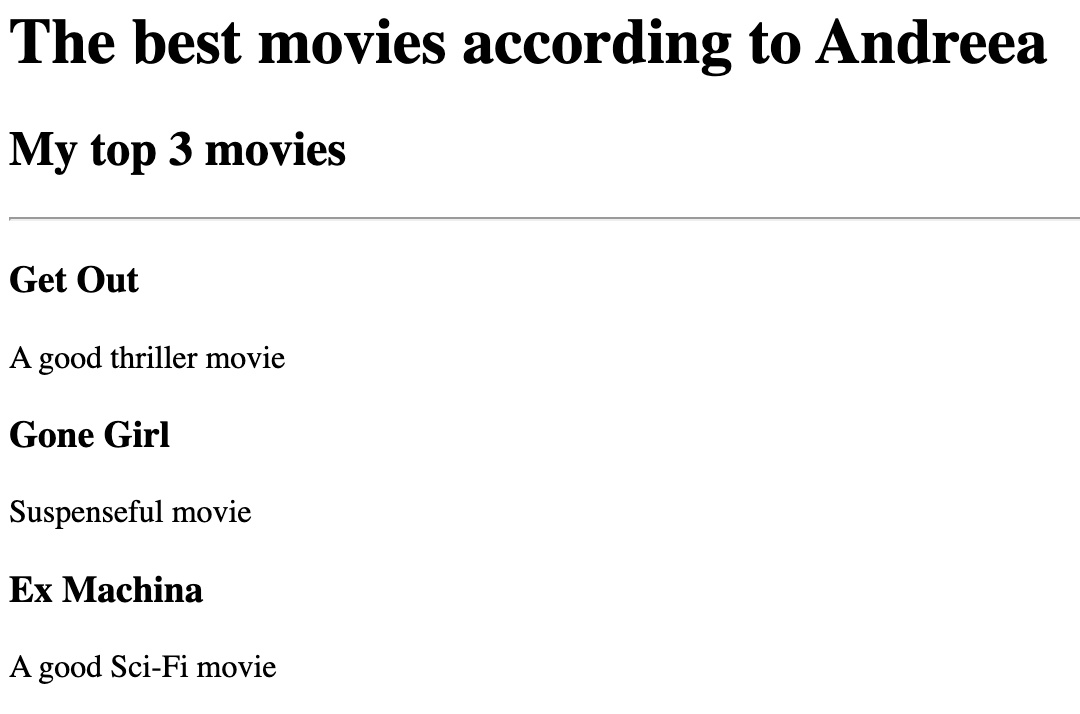 The best movies according to Andreea
My top 3 movies
Get Out
A good thriller movie
Gone Girl
Suspenseful movie
Ex Machina
A good Sci-Fi movie